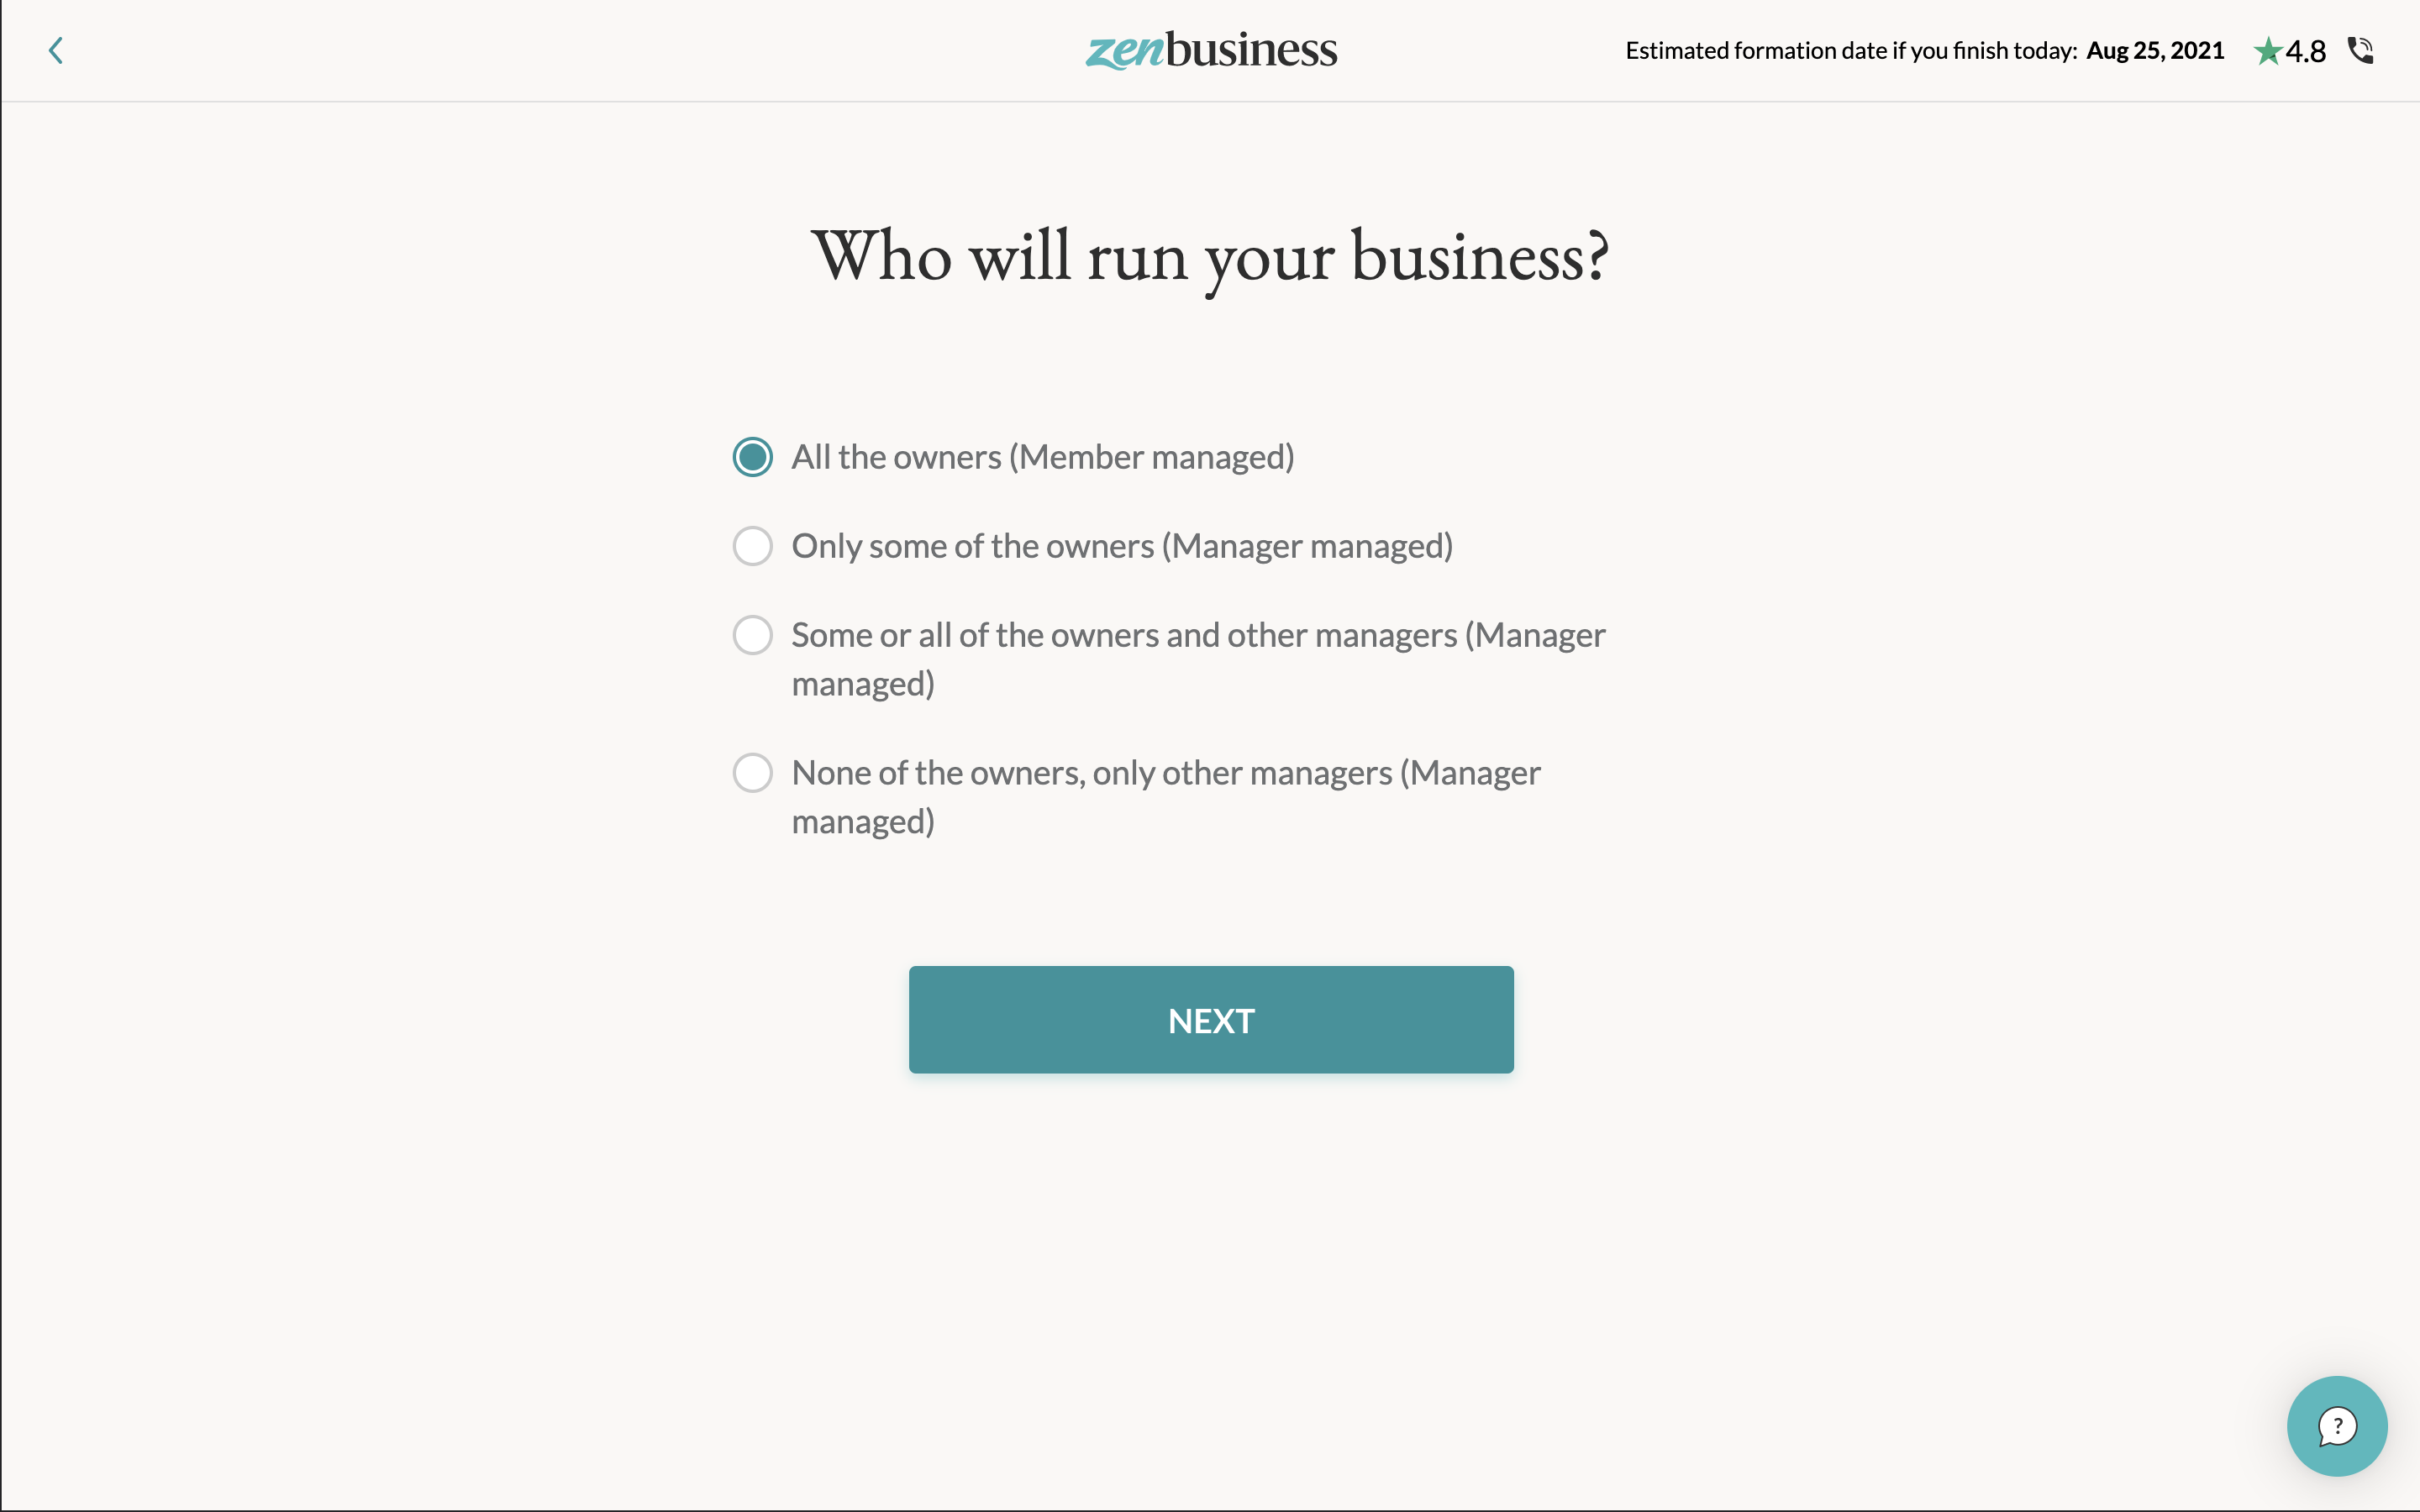 zenbusiness
Estimated formation date if you finish today: Aug 25, 2021
4.8
Who will run your business?
All the owners (Member managed)
Only some of the owners (Manager managed)
Some or all of the owners and other managers (Manager
managed)
None of the owners, only other managers (Manager
managed)
NEXT
?